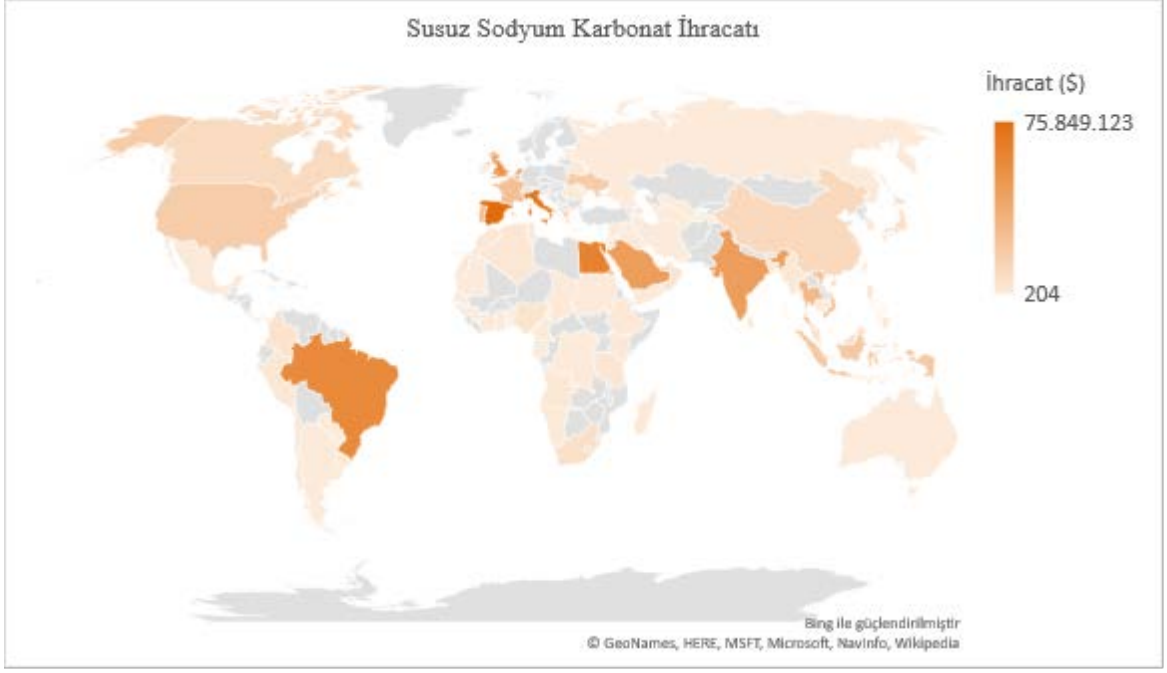 Susuz Sodyum Karbonat İhracatı
İhracat ($)
75.849.123
204
Bing ile güçlendirilmiştir
© GeoNames, HERE, MSFT, Microsoft, NavInfo, Wikipedia